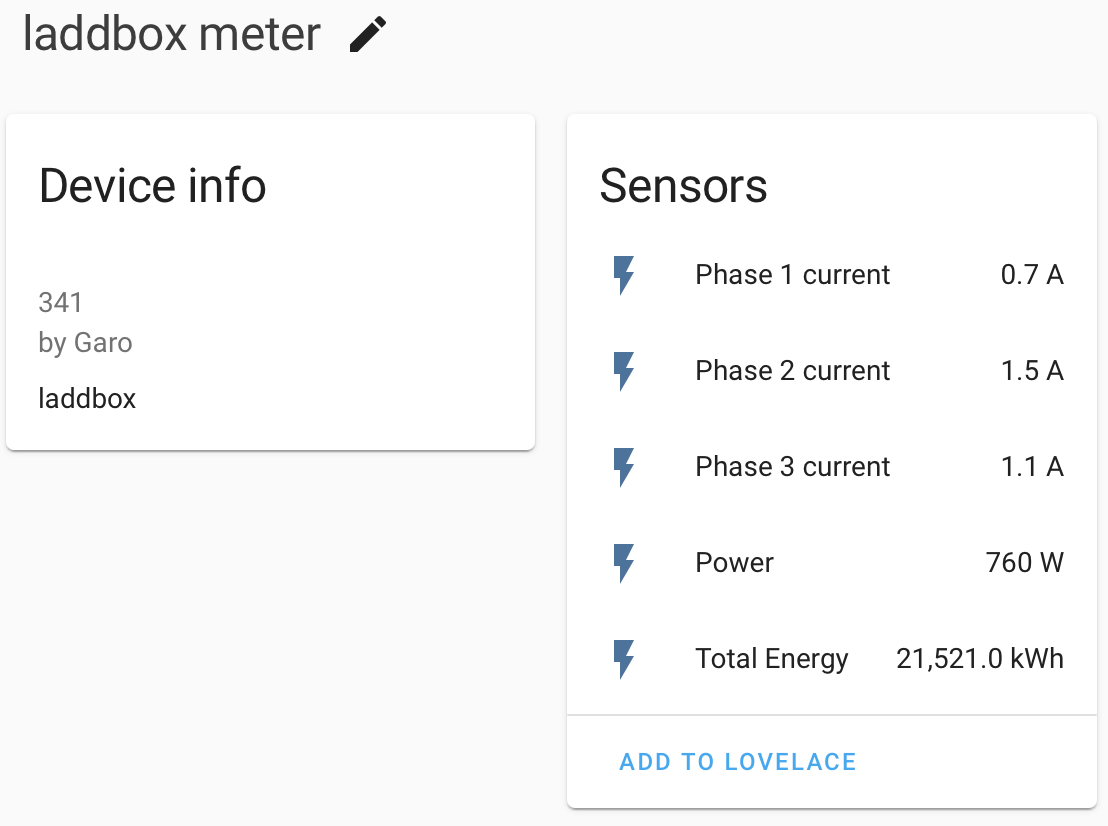 laddbox meter
Device info
341
by Garo
laddbox
Sensors
Phase 1 current 0.7 A
Phase 2 current 1.5 A
Phase 3 current 1.1 A
Power 760 W
Total Energy 21,521.0 kWh
ADD TO LOVELACE